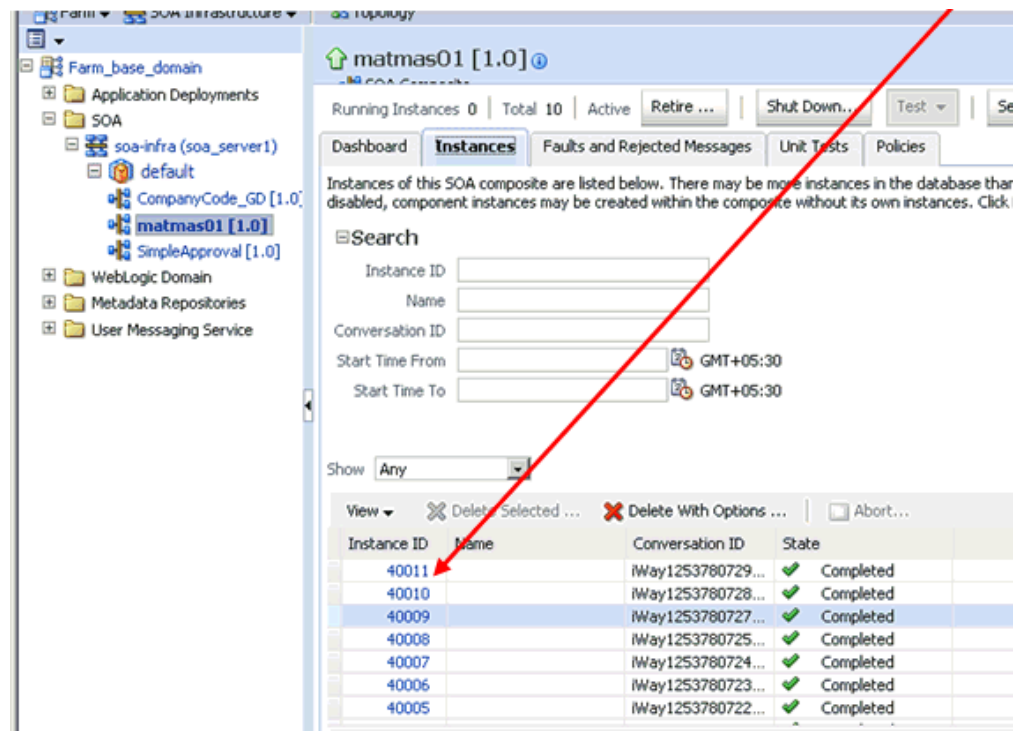 Farm SOA Infrastructure Topology
Farm_base_domain
Application Deployments
SOA
soa-infra (soa_server1)
default
CompanyCode_GD [1.0]
matmas01 [1.0]
SimpleApproval [1.0]
WebLogic Domain
Metadata Repositories
User Messaging Service
matmas01 [1.0]
SOA Composite
Running Instances 0 Total 10 Active Retire ... Shut Down... Test Se
Dashboard Instances Faults and Rejected Messages Unit Tests Policies
Instances of this SOA composite are listed below. There may be more instances in the database than
disabled, component instances may be created within the composite without its own instances. Click
Search
Instance ID
Name
Conversation ID
Start Time From GMT+05:30
Start Time To GMT+05:30
Show Any
View Delete Selected ... Delete With Options ... Abort...
Instance ID Name Conversation ID State
40011 iWay1253780729... Completed
40010 iWay1253780728... Completed
40009 iWay1253780727... Completed
40008 iWay1253780725... Completed
40007 iWay1253780724... Completed
40006 iWay1253780723... Completed
40005 iWay1253780722... Completed